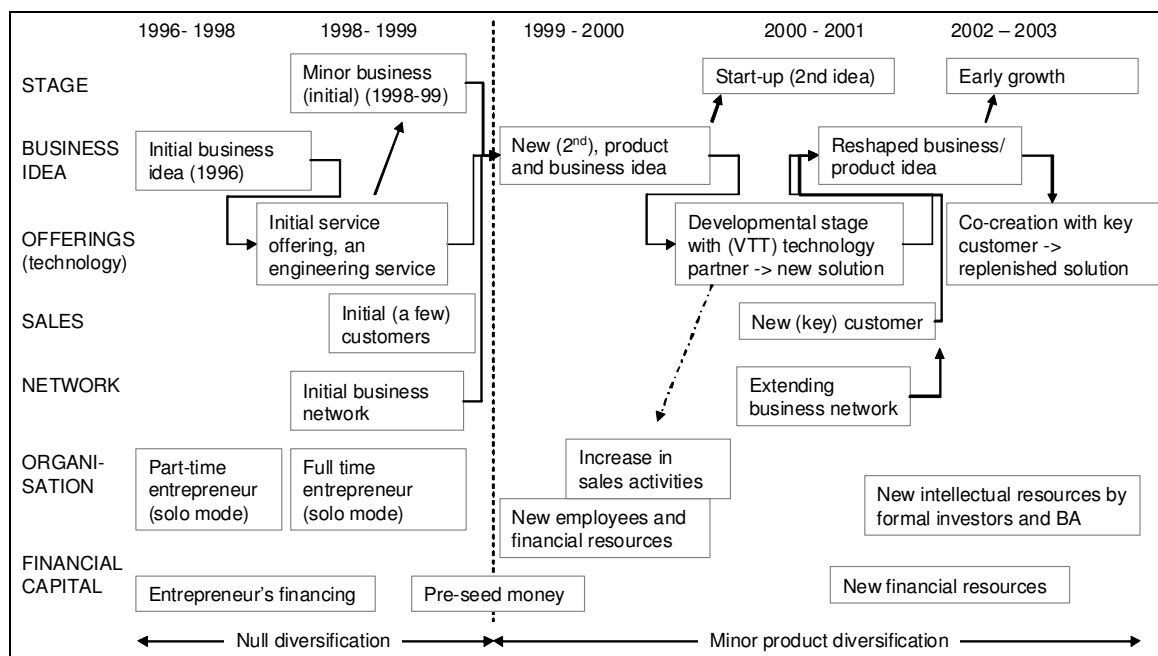 1996- 1998
1998- 1999
1999 - 2000
2000 - 2001
2002 – 2003
STAGE
Minor business
(initial) (1998-99)
Start-up (2nd idea)
Early growth
BUSINESS
IDEA
Initial business
idea (1996)
New (2nd), product
and business idea
Reshaped business/
product idea
OFFERINGS
(technology)
Initial service
offering, an
engineering service
Developmental stage
with (VTT) technology
partner -> new solution
Co-creation with key
customer ->
replenished solution
SALES
Initial (a few)
customers
New (key) customer
NETWORK
Initial business
network
Extending
business network
ORGANI-
SATION
Part-time
entrepreneur
(solo mode)
Full time
entrepreneur
(solo mode)
Increase in
sales activities
New employees and
financial resources
New intellectual resources by
formal investors and BA
FINANCIAL
CAPITAL
Entrepreneur's financing
Pre-seed money
New financial resources
Null diversification
Minor product diversification